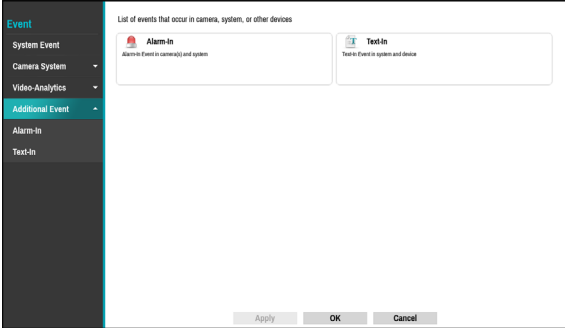 Event
System Event
Camera System
Video-Analytics
Additional Event
Alarm-In
Text-In
List of events that occur in camera, system, or other devices
Alarm-In
Alarm-In Event in camera(s) and system
Text-In
Text-In Event in system and device
Apply
OK
Cancel